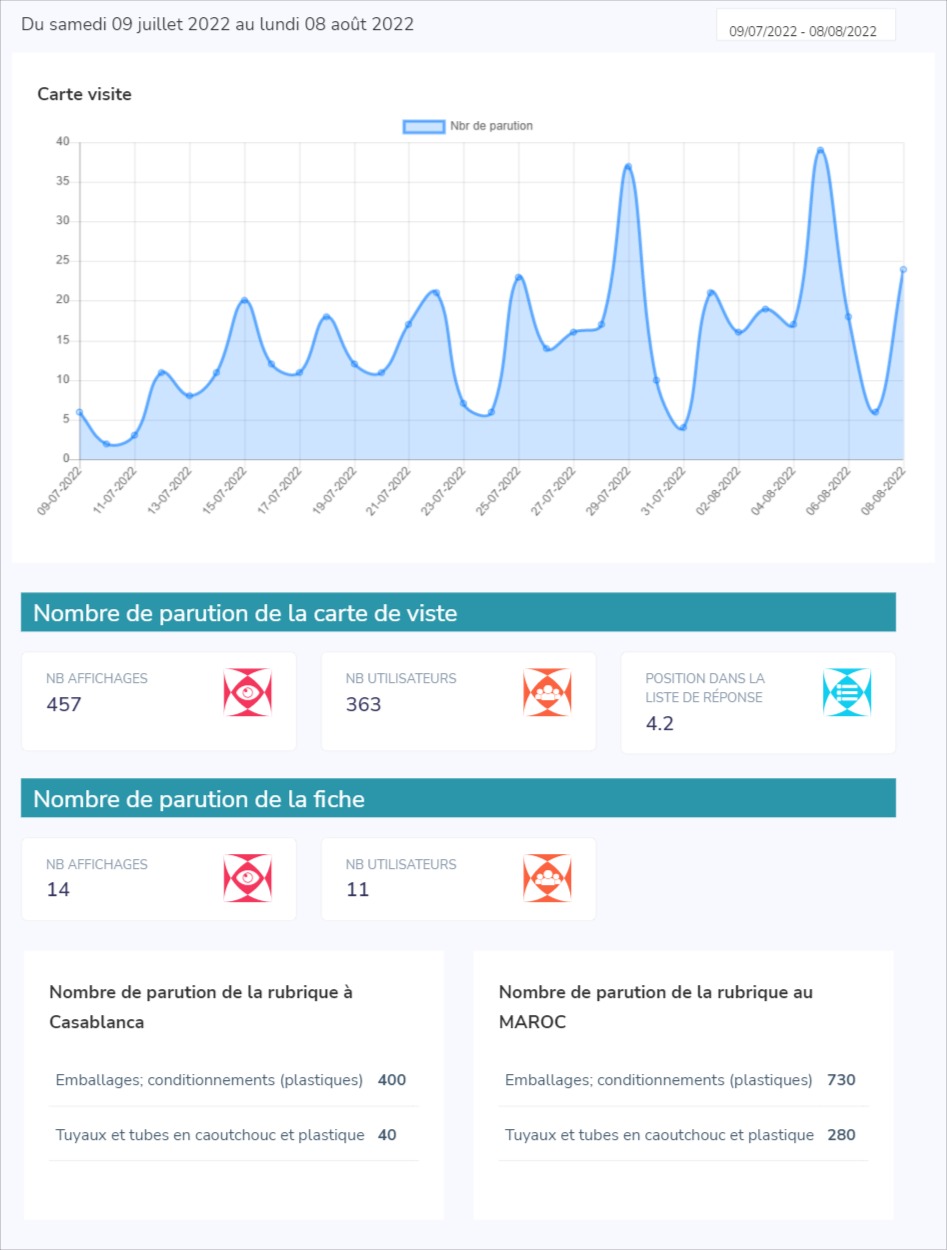 Du samedi 09 juillet 2022 au lundi 08 août 2022
09/07/2022 - 08/08/2022
Carte visite
Nbr de parution
40
35
30
25
20
15
10
5
0
09-07-2022
11-07-2022
13-07-2022
15-07-2022
17-07-2022
19-07-2022
21-07-2022
23-07-2022
25-07-2022
27-07-2022
29-07-2022
31-07-2022
02-08-2022
04-08-2022
06-08-2022
08-08-2022
Nombre de parution de la carte de viste
NB AFFICHAGES
457
NB UTILISATEURS
363
POSITION DANS LA
LISTE DE RÉPONSE
4.2
Nombre de parution de la fiche
NB AFFICHAGES
14
NB UTILISATEURS
11
Nombre de parution de la rubrique à
Casablanca
Emballages; conditionnements (plastiques) 400
Tuyaux et tubes en caoutchouc et plastique 40
Nombre de parution de la rubrique au
MAROC
Emballages; conditionnements (plastiques) 730
Tuyaux et tubes en caoutchouc et plastique 280